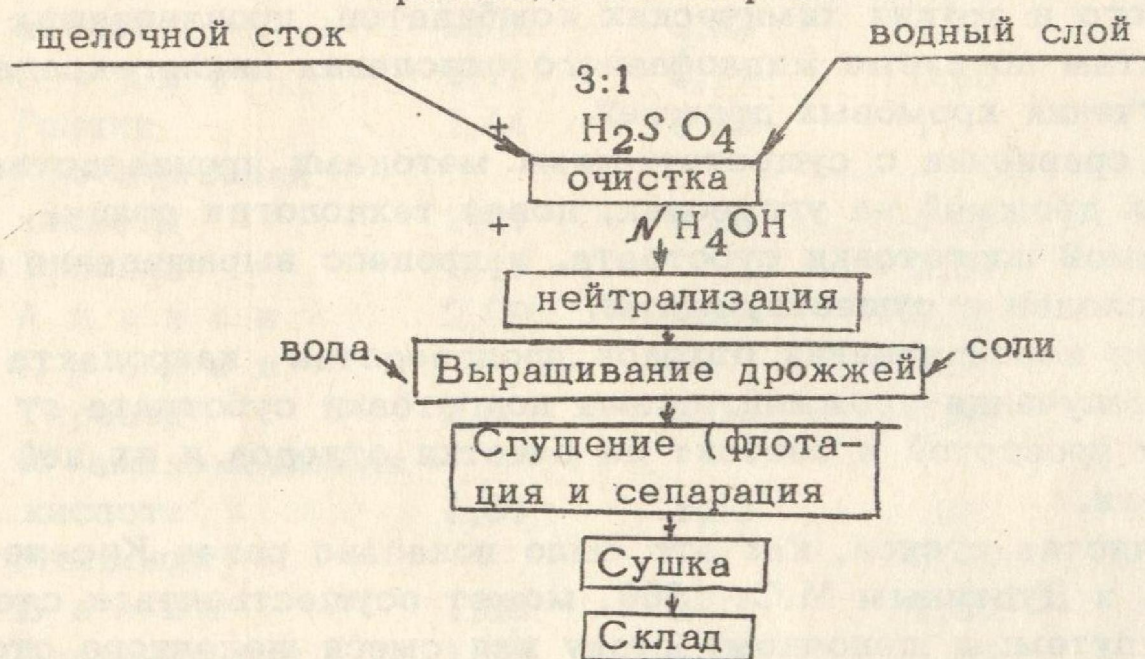 щелочной сток
водный слой
3:1
+ H2SO4
очистка
+ NH4OH
нейтрализация
вода
соли
Выращивание дрожжей
Сгущение (флота-
ция и сепарация
Сушка
Склад